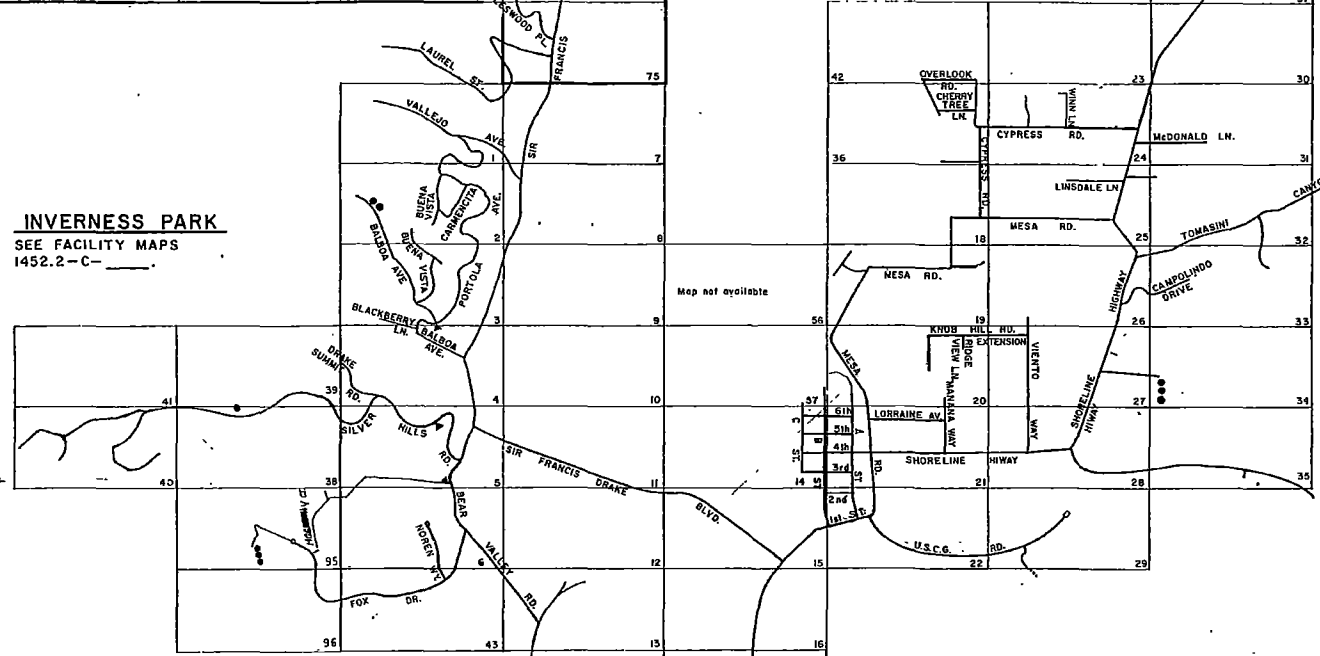 INVERNESS PARK
SEE FACILITY MAPS
1452.2-C-____.
LAUREL ST.
SIR FRANCIS
75
VALLEJO AVE.
1
7
BUENA VISTA
CARMENCITA
AVE.
2
8
BALBOA AVE
BUENA VISTA
PORTOLA
BLACKBERRY LN.
BALBOA AVE.
3
9
DRAKE SUMMIT RD.
39
4
10
41
SILVER HILLS RD.
SIR FRANCIS DRAKE BLVD.
40
38
5
11
BEAR VALLEY RD.
NOREN WY.
6
95
12
15
FOX DR.
96
43
13
16
Map not available
42
OVERLOOK RD.
23
30
CHERRY TREE LN.
WINN LN
CYPRESS RD.
McDONALD LN.
36
CYPRESS RD.
24
31
LINSDALE LN
MESA RD.
18
25
TOMASINI
32
MESA RD.
HIGHWAY
CAMPOLINDO DRIVE
56
19
26
33
KNOB HILL RD.
EXTENSION
RIDGE VIEW LN.
VIENTO WAY
MESA RD.
MANANA WAY
SHORELINE HIWAY
57
6th
LORRAINE AV.
20
27
34
C ST.
B ST
A ST
5th
4th
SHORELINE HIWAY
3rd
35
14
2nd
21
28
1st ST.
U.S.C.G. RD.
22
29